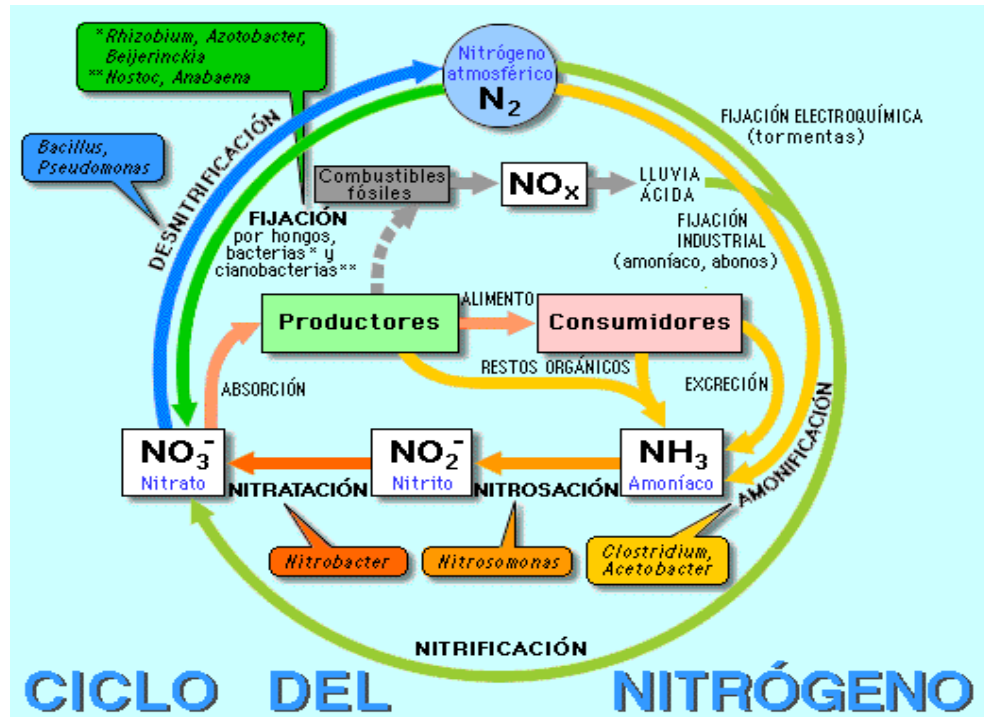 *Rhizobium, Azotobacter,
Beijerinckia
**Nostoc, Anabaena
Nitrógeno
atmosférico
N₂
FIJACIÓN ELECTROQUÍMICA
(tormentas)
Bacillus,
Pseudomonas
DESNITRIFICACIÓN
Combustibles
fósiles
NOₓ
LLUVIA
ÁCIDA
FIJACIÓN
por hongos,
bacterias* y
cianobacterias**
FIJACIÓN
INDUSTRIAL
(amoníaco, abonos)
Productores
ALIMENTO
Consumidores
ABSORCIÓN
RESTOS ORGÁNICOS
EXCRECIÓN
AMONIFICACIÓN
NO₃⁻
Nitrato
NITRATACIÓN
NO₂⁻
Nitrito
NITROSACIÓN
NH₃
Amoníaco
Nitrobacter
Nitrosomonas
Clostridium,
Acetobacter
NITRIFICACIÓN
CICLO DEL NITRÓGENO